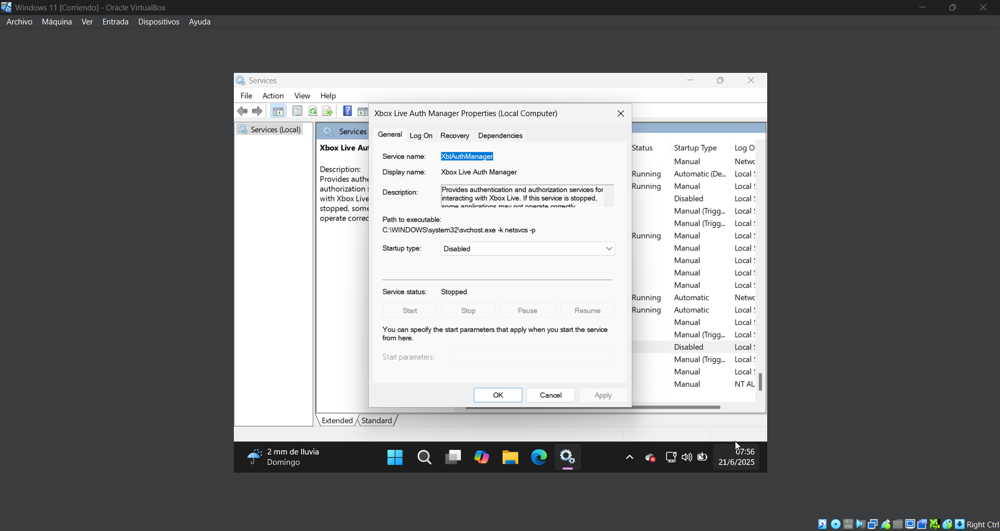 Windows 11 [Corriendo] - Oracle VirtualBox
Archivo Máquina Ver Entrada Dispositivos Ayuda
Services
File Action View Help
Services (Local)
Services
Xbox Live Aut
Description:
Provides authe
authorization s
with Xbox Live
stopped, some
operate correc
Xbox Live Auth Manager Properties (Local Computer)
General Log On Recovery Dependencies
Service name: XblAuthManager
Display name: Xbox Live Auth Manager
Description: Provides authentication and authorization services for
interacting with Xbox Live. If this service is stopped,
some applications may not operate correctly.
Path to executable:
C:\WINDOWS\system32\svchost.exe -k netsvcs -p
Startup type: Disabled
Service status: Stopped
Start Stop Pause Resume
You can specify the start parameters that apply when you start the service
from here.
Start parameters:
OK Cancel Apply
Status Startup Type Log O
Manual Netwo
Running Automatic (De... Local S
Running Manual Local S
Disabled Local S
Manual (Trigg... Local S
Manual (Trigg... Local S
Running Manual Local S
Manual Local S
Manual Local S
Manual Local S
Manual Local S
Running Automatic Netwo
Running Automatic Local S
Manual Local S
Manual (Trigg... Local S
Disabled Local S
Manual (Trigg... Local S
Manual Local S
Manual NT AU
Extended Standard
2 mm de lluvia
Domingo
07:56
21/6/2025
Right Ctrl